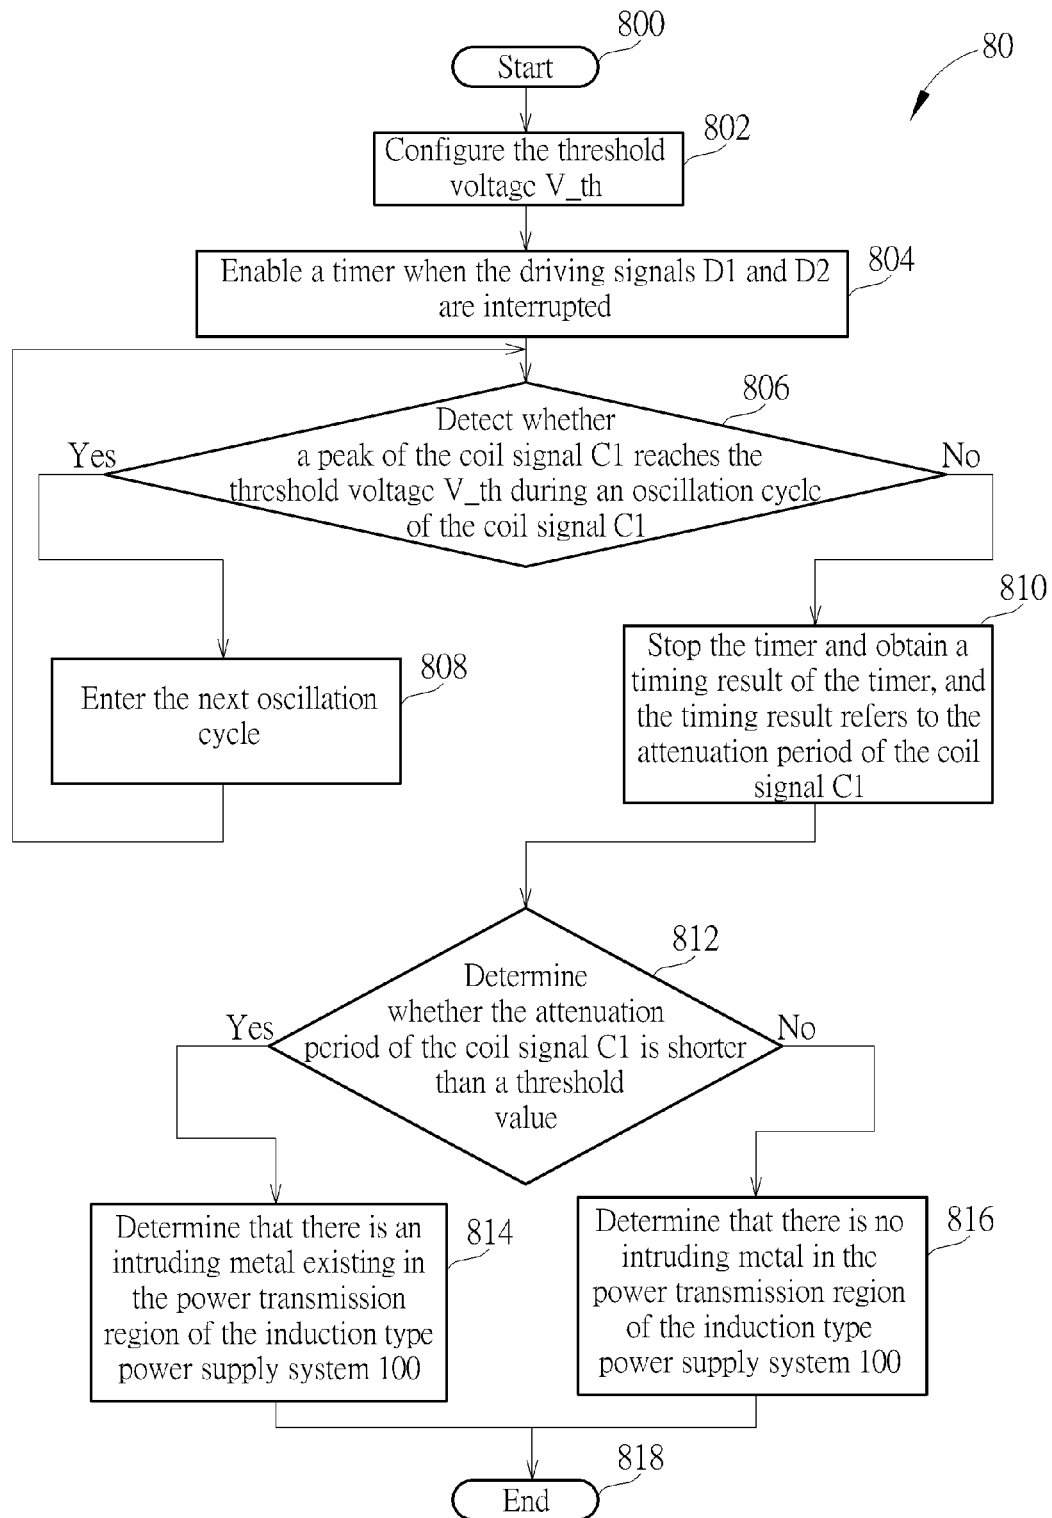 800
Start
80
802
Configure the threshold
voltage V_th
804
Enable a timer when the driving signals D1 and D2
are interrupted
806
Detect whether
a peak of the coil signal C1 reaches the
threshold voltage V_th during an oscillation cycle
of the coil signal C1
Yes
No
808
Enter the next oscillation
cycle
810
Stop the timer and obtain a
timing result of the timer, and
the timing result refers to the
attenuation period of the coil
signal C1
812
Determine
whether the attenuation
period of the coil signal C1 is shorter
than a threshold
value
Yes
No
814
Determine that there is an
intruding metal existing in
the power transmission
region of the induction type
power supply system 100
816
Determine that there is no
intruding metal in the
power transmission region
of the induction type
power supply system 100
818
End